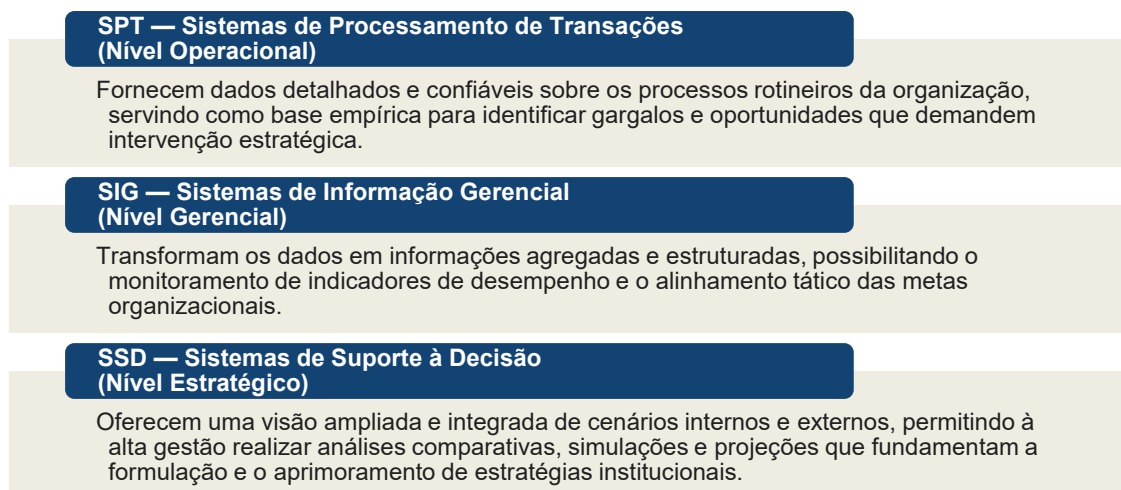 SPT — Sistemas de Processamento de Transações
(Nível Operacional)
Fornecem dados detalhados e confiáveis sobre os processos rotineiros da organização,
servindo como base empírica para identificar gargalos e oportunidades que demandem
intervenção estratégica.
SIG — Sistemas de Informação Gerencial
(Nível Gerencial)
Transformam os dados em informações agregadas e estruturadas, possibilitando o
monitoramento de indicadores de desempenho e o alinhamento tático das metas
organizacionais.
SSD — Sistemas de Suporte à Decisão
(Nível Estratégico)
Oferecem uma visão ampliada e integrada de cenários internos e externos, permitindo à
alta gestão realizar análises comparativas, simulações e projeções que fundamentam a
formulação e o aprimoramento de estratégias institucionais.